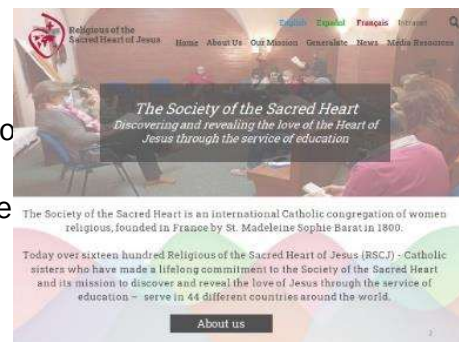 English Español Français Intranet
Religious of the
Sacred Heart of Jesus
Home About Us Our Mission Generalate News Media Resources
The Society of the Sacred Heart
Discovering and revealing the love of the Heart of
Jesus through the service of education
o
e
The Society of the Sacred Heart is an international Catholic congregation of women
religious, founded in France by St. Madeleine Sophie Barat in 1800.
Today over sixteen hundred Religious of the Sacred Heart of Jesus (RSCJ) - Catholic
sisters who have made a lifelong commitment to the Society of the Sacred Heart
and its mission to discover and reveal the love of Jesus through the service of
education – serve in 44 different countries around the world.
About us
2